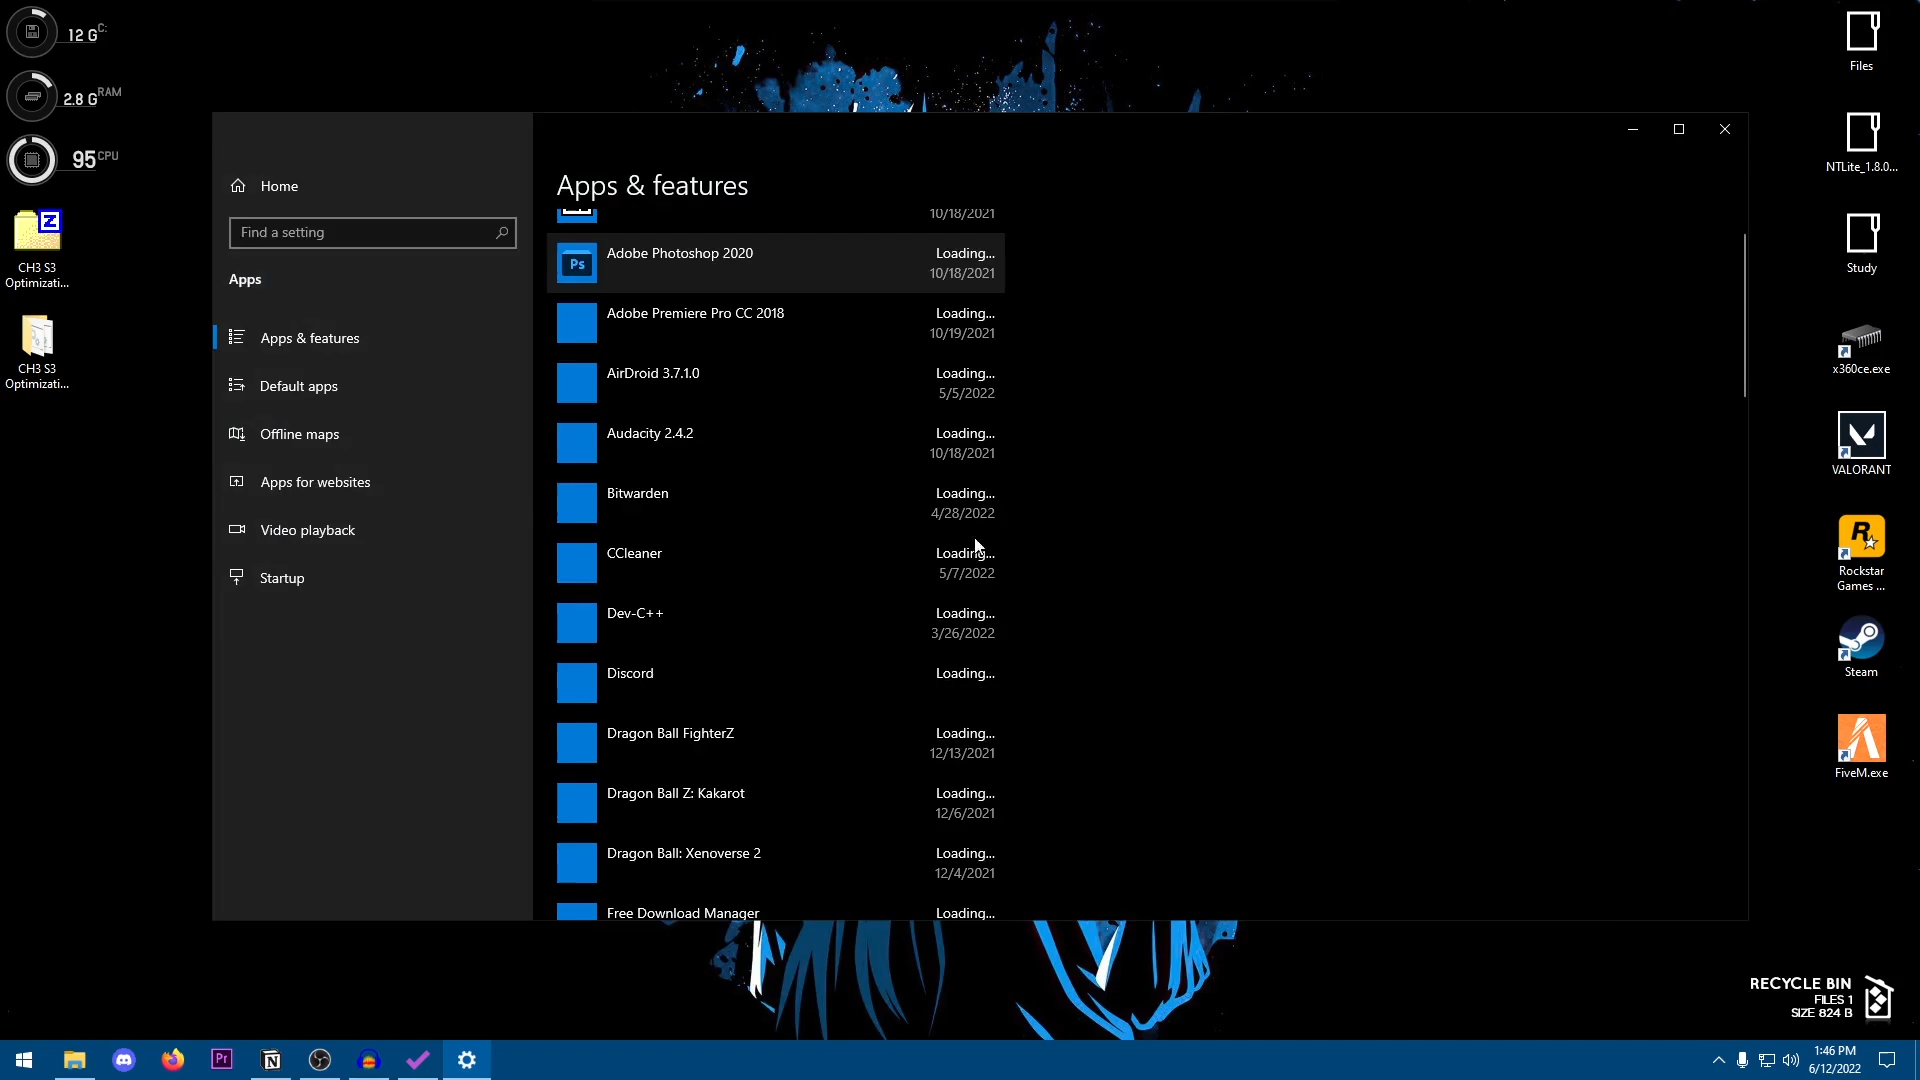 12 G C:
2.8 G RAM
95 CPU
Z
CH3 S3
Optimizati...
CH3 S3
Optimizati...
Home
Find a setting
Apps
Apps & features
Default apps
Offline maps
Apps for websites
Video playback
Startup
Apps & features
10/18/2021
Ps
Adobe Photoshop 2020
Loading...
10/18/2021
Adobe Premiere Pro CC 2018
Loading...
10/19/2021
AirDroid 3.7.1.0
Loading...
5/5/2022
Audacity 2.4.2
Loading...
10/18/2021
Bitwarden
Loading...
4/28/2022
CCleaner
Loading...
5/7/2022
Dev-C++
Loading...
3/26/2022
Discord
Loading...
Dragon Ball FighterZ
Loading...
12/13/2021
Dragon Ball Z: Kakarot
Loading...
12/6/2021
Dragon Ball: Xenoverse 2
Loading...
12/4/2021
Free Download Manager
Loading...
Files
NTLite_1.8.0...
Study
x360ce.exe
VALORANT
R
Rockstar
Games ...
Steam
FiveM.exe
RECYCLE BIN
FILES 1
SIZE 824 B
Pr
N
1:46 PM
6/12/2022